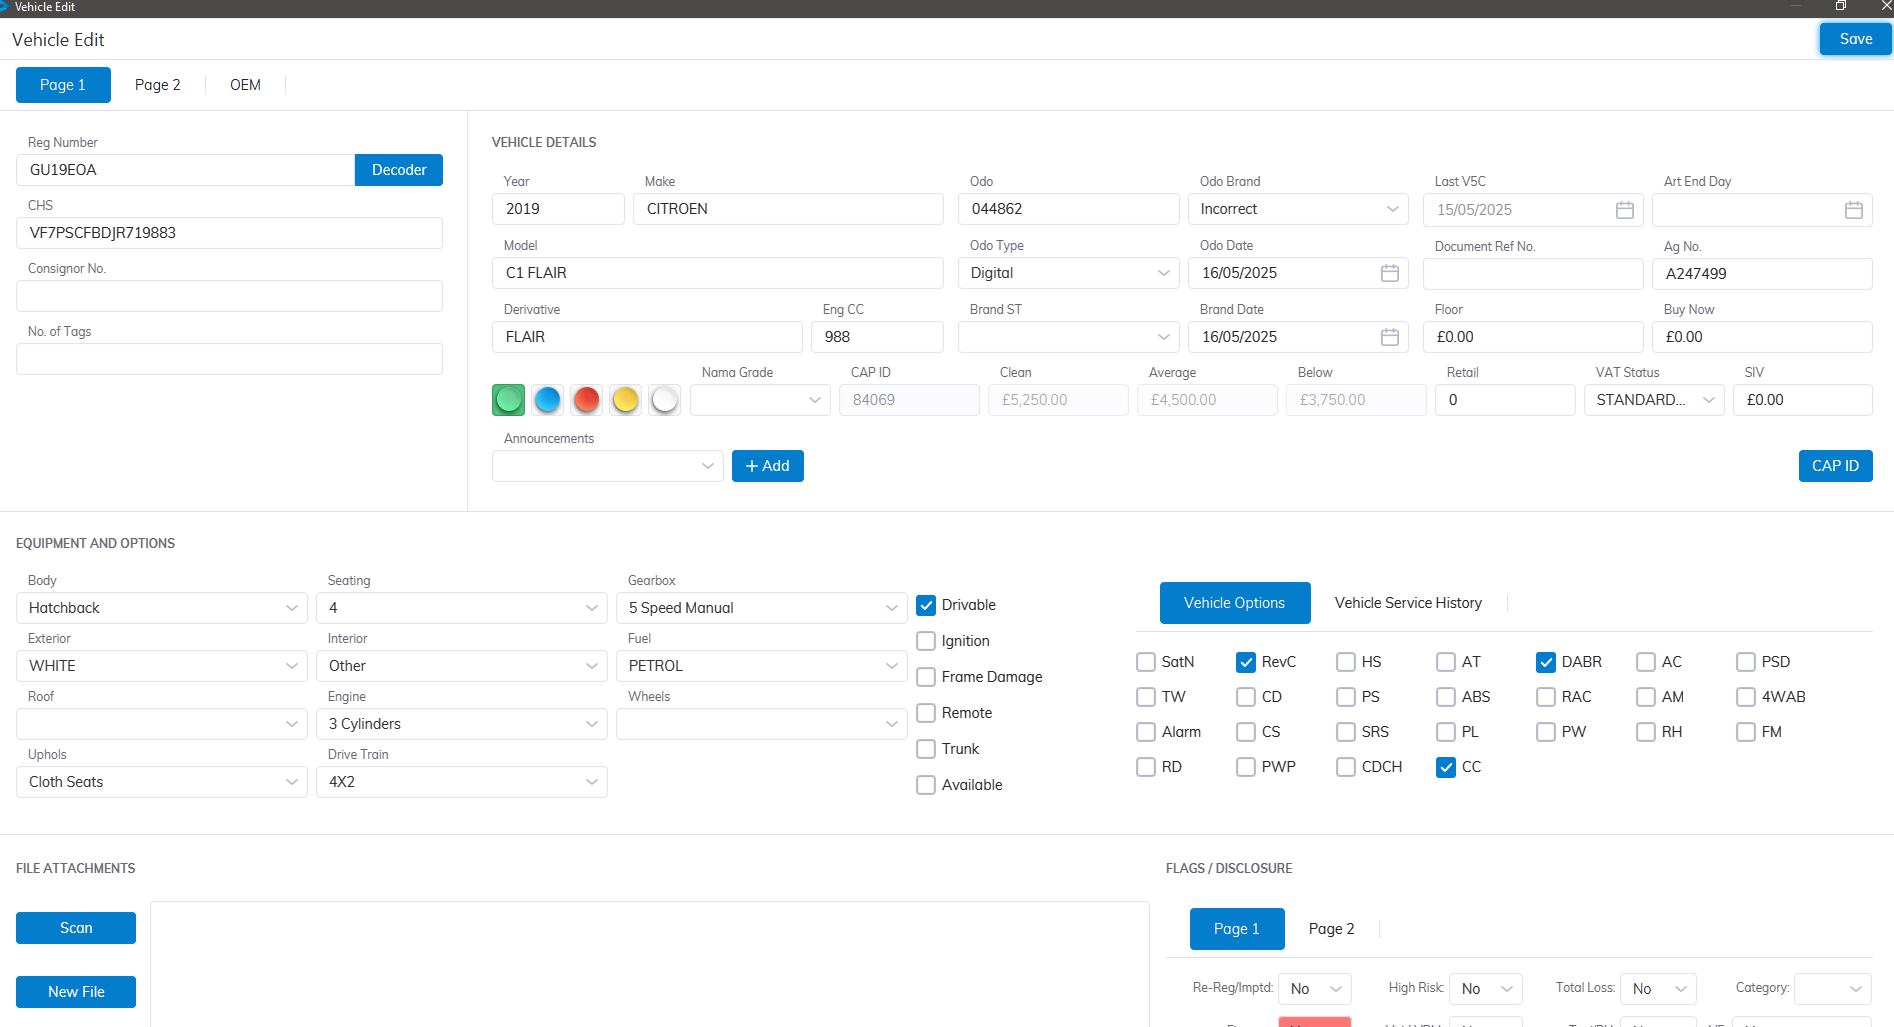 Vehicle Edit
Vehicle Edit
Save
Page 1
Page 2
OEM
Reg Number
GU19EOA
Decoder
CHS
VF7PSCFBDJR719883
Consignor No.
No. of Tags
VEHICLE DETAILS
Year
Make
Odo
Odo Brand
Last V5C
Art End Day
2019
CITROEN
044862
Incorrect
15/05/2025
Model
Odo Type
Odo Date
Document Ref No.
Ag No.
C1 FLAIR
Digital
16/05/2025
A247499
Derivative
Eng CC
Brand ST
Brand Date
Floor
Buy Now
FLAIR
988
16/05/2025
£0.00
£0.00
Nama Grade
CAP ID
Clean
Average
Below
Retail
VAT Status
SIV
84069
£5,250.00
£4,500.00
£3,750.00
0
STANDARD...
£0.00
Announcements
+ Add
CAP ID
EQUIPMENT AND OPTIONS
Body
Seating
Gearbox
Hatchback
4
5 Speed Manual
Exterior
Interior
Fuel
WHITE
Other
PETROL
Roof
Engine
Wheels
3 Cylinders
Uphols
Drive Train
Cloth Seats
4X2
Drivable
Ignition
Frame Damage
Remote
Trunk
Available
Vehicle Options
Vehicle Service History
SatN
RevC
HS
AT
DABR
AC
PSD
TW
CD
PS
ABS
RAC
AM
4WAB
Alarm
CS
SRS
PL
PW
RH
FM
RD
PWP
CDCH
CC
FILE ATTACHMENTS
Scan
New File
FLAGS / DISCLOSURE
Page 1
Page 2
Re-Reg/Imptd:
No
High Risk:
No
Total Loss:
No
Category: